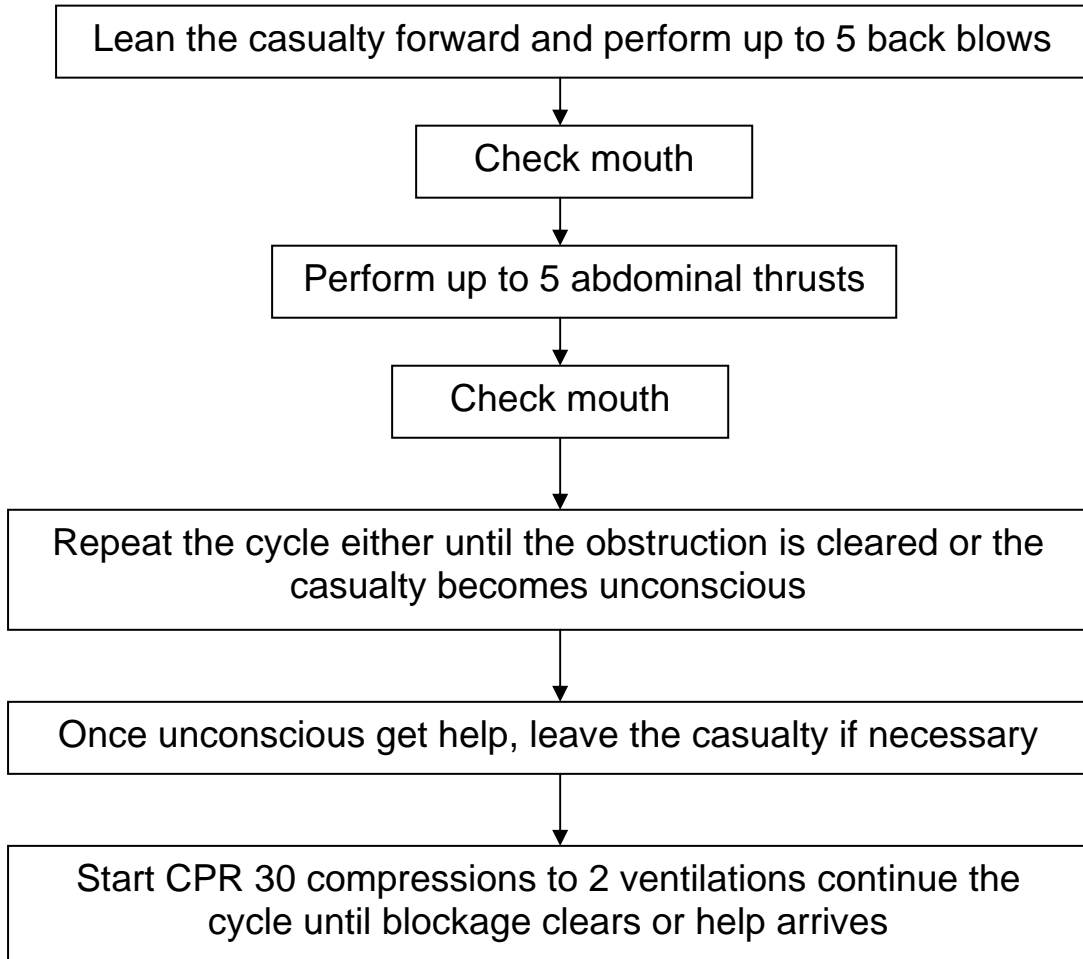 Lean the casualty forward and perform up to 5 back blows
Check mouth
Perform up to 5 abdominal thrusts
Check mouth
Repeat the cycle either until the obstruction is cleared or the
casualty becomes unconscious
Once unconscious get help, leave the casualty if necessary
Start CPR 30 compressions to 2 ventilations continue the
cycle until blockage clears or help arrives